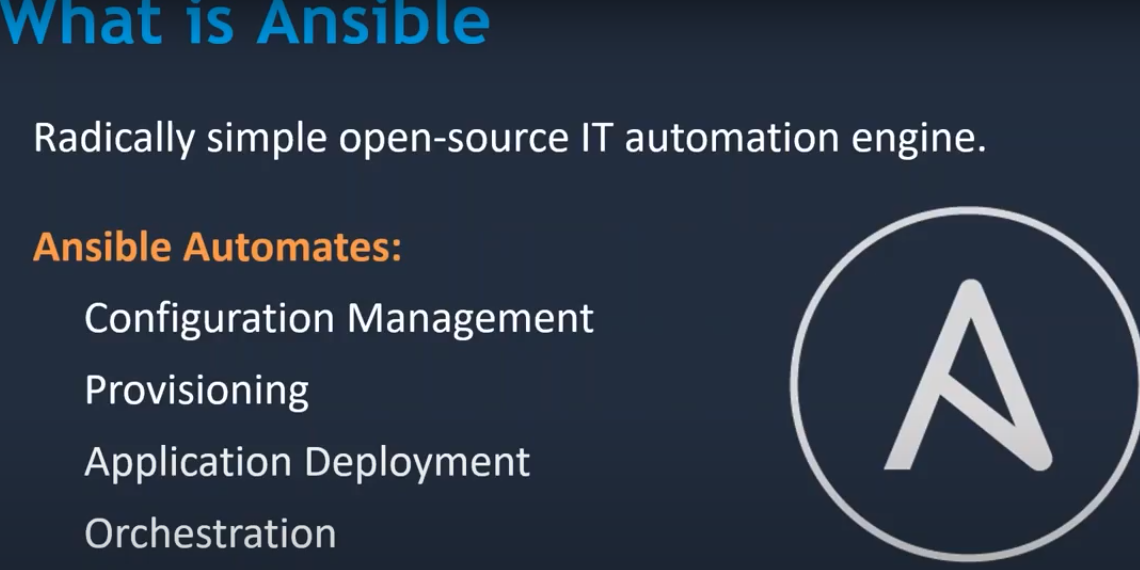 What is Ansible
Radically simple open-source IT automation engine.
Ansible Automates:
Configuration Management
Provisioning
Application Deployment
Orchestration